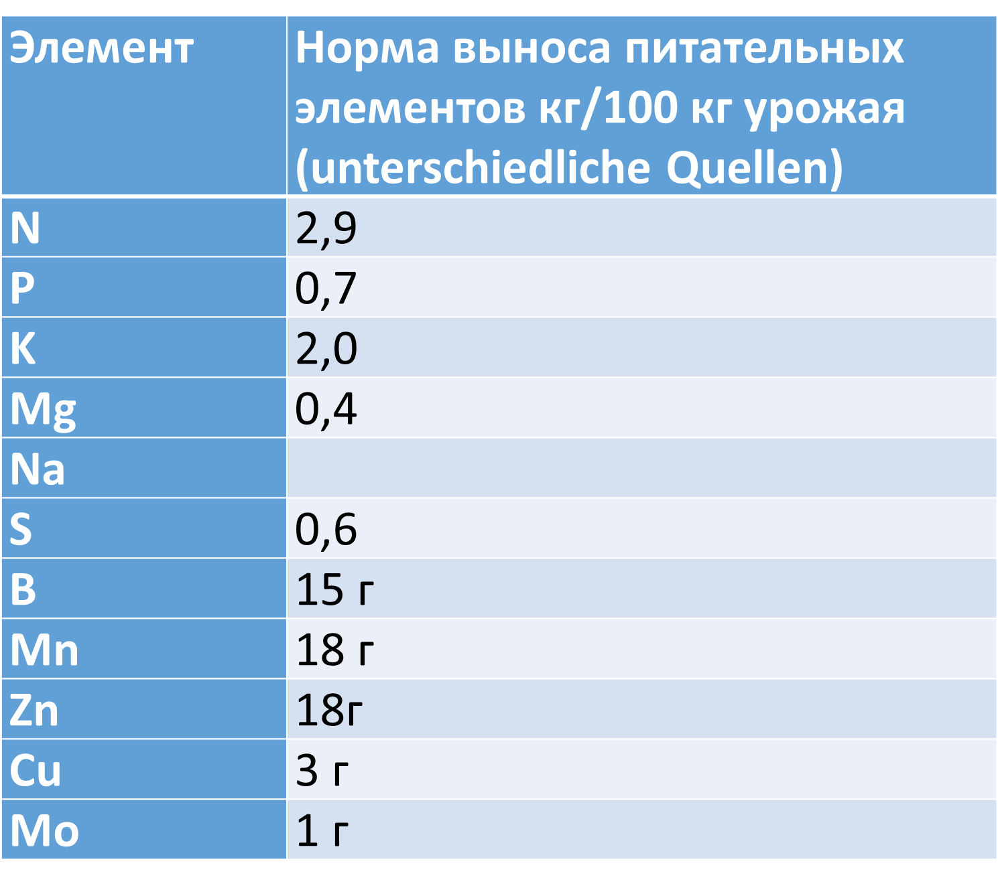 Элемент
Норма выноса питательных
элементов кг/100 кг урожая
(unterschiedliche Quellen)
N 2,9
P 0,7
K 2,0
Mg 0,4
Na
S 0,6
B 15 г
Mn 18 г
Zn 18г
Cu 3 г
Mo 1 г